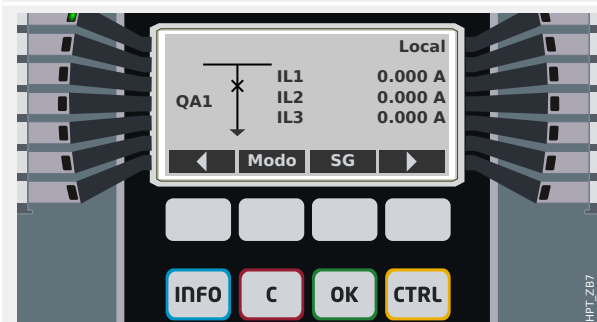 Local
IL1 0.000 A
QA1
IL2 0.000 A
IL3 0.000 A
Modo SG
INFO C OK CTRL
HPT_ZB7